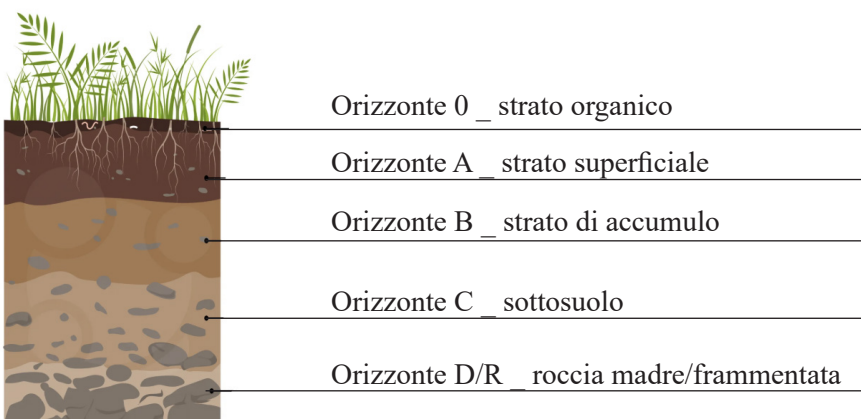 Orizzonte 0 _ strato organico
Orizzonte A _ strato superficiale
Orizzonte B _ strato di accumulo
Orizzonte C _ sottosuolo
Orizzonte D/R _ roccia madre/frammentata